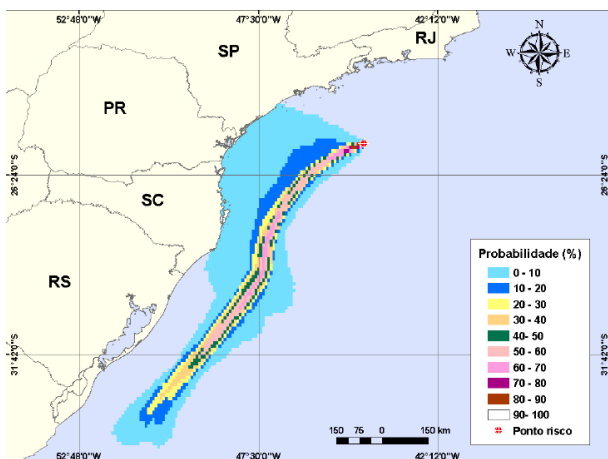 52°48'0"W 47°30'0"W 42°12'0"W
SP
RJ
N
W E
S
PR
26°24'0"S 26°24'0"S
SC
RS
Probabilidade (%)
0 - 10
10 - 20
20 - 30
30 - 40
40- 50
50 - 60
60 - 70
70 - 80
80 - 90
90- 100
Ponto risco
31°42'0"S 31°42'0"S
150 75 0 150 km
52°48'0"W 47°30'0"W 42°12'0"W